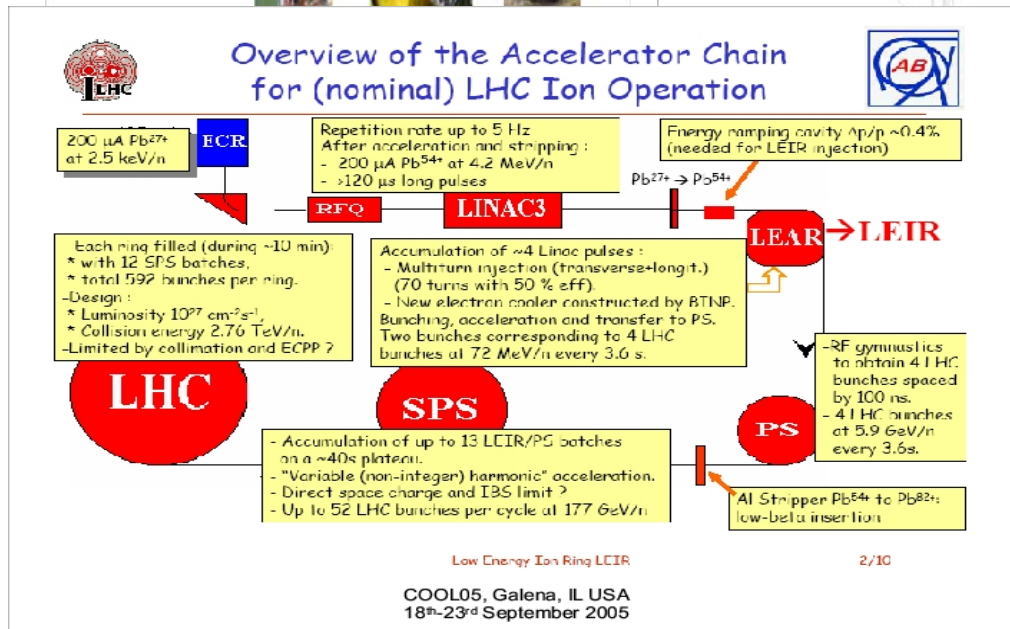 LHC
Overview of the Accelerator Chain
for (nominal) LHC Ion Operation
AB
200 µA Pb27+
at 2.5 keV/n
ECR
Repetition rate up to 5 Hz
After acceleration and stripping :
- 200 µA Pb54+ at 4.2 MeV/n
- >120 µs long pulses
Energy ramping cavity Δp/p ~0.4%
(needed for LEIR injection)
Pb27+ → Pb54+
RFQ
LINAC3
LEAR
→LEIR
Each ring filled (during ~10 min):
* with 12 SPS batches,
* total 592 bunches per ring.
-Design :
* Luminosity 10²⁷ cm⁻²s⁻¹,
* Collision energy 2.76 TeV/n.
-Limited by collimation and ECPP ?
Accumulation of ~4 Linac pulses :
- Multiturn injection (transverse+longit.)
(70 turns with 50 % eff).
- New electron cooler constructed by BINP.
Bunching, acceleration and transfer to PS.
Two bunches corresponding to 4 LHC
bunches at 72 MeV/n every 3.6 s.
-RF gymnastics
to obtain 4 LHC
bunches spaced
by 100 ns.
- 4 LHC bunches
at 5.9 GeV/n
every 3.6s.
LHC
SPS
PS
- Accumulation of up to 13 LEIR/PS batches
on a ~40s plateau.
- "Variable (non-integer) harmonic" acceleration.
- Direct space charge and IBS limit ?
- Up to 52 LHC bunches per cycle at 177 GeV/n
Al Stripper Pb54+ to Pb82+:
low-beta insertion
Low Energy Ion Ring LEIR
2/10
COOL05, Galena, IL USA
18th-23rd September 2005